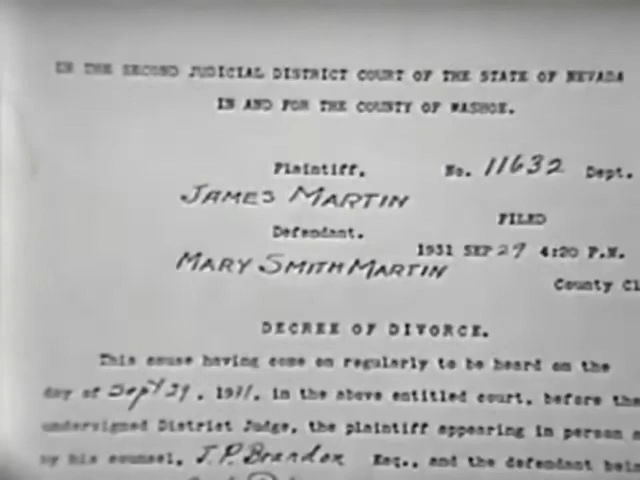 IN THE SECOND JUDICIAL DISTRICT COURT OF THE STATE OF NEVADA
IN AND FOR THE COUNTY OF WASHOE.
Plaintiff. No. 11632 Dept.
JAMES MARTIN
FILED
Defendant.
1931 SEP 29 4:20 P.M.
MARY SMITH MARTIN
County Cl
DECREE OF DIVORCE.
This cause having come on regularly to be heard on the
day of Sept 29, 1931, in the above entitled court, before the
undersigned District Judge, the plaintiff appearing in person a
by his counsel, J.P. Brandon Esq., and the defendant bein